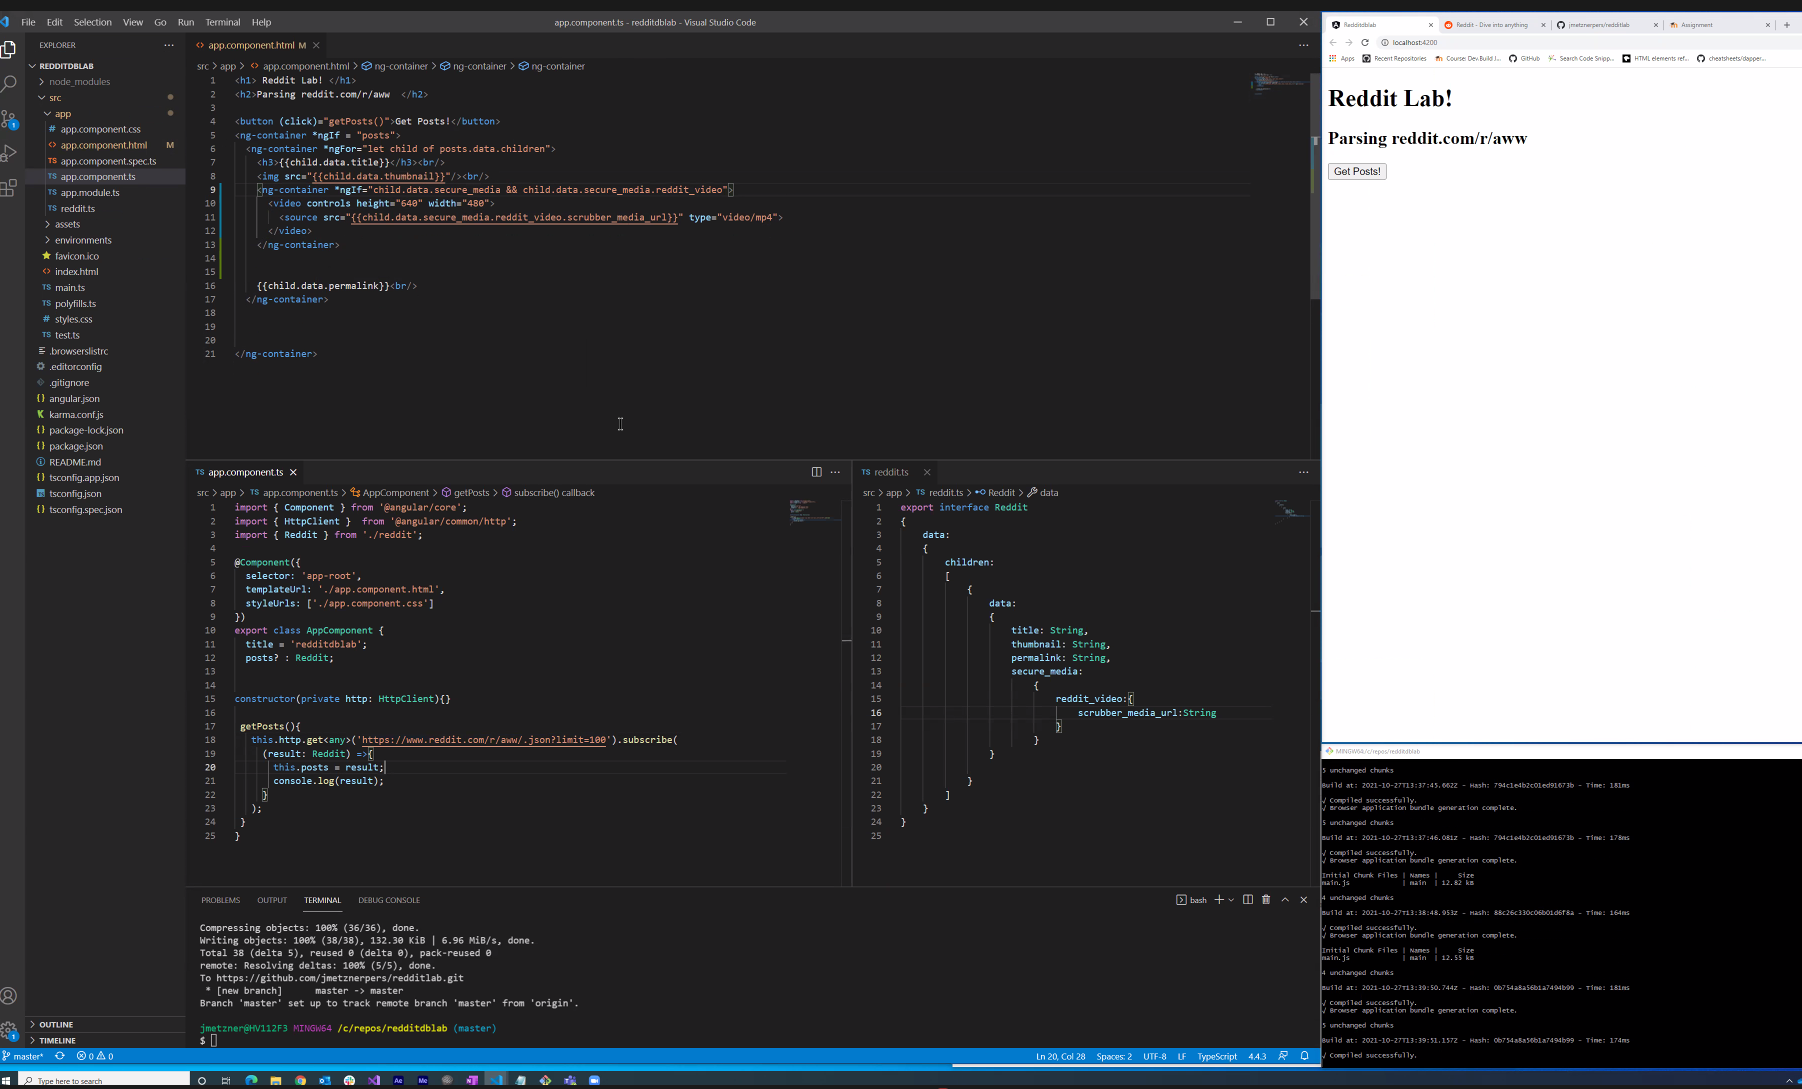 File Edit Selection View Go Run Terminal Help
app.component.ts - redditdblab - Visual Studio Code
EXPLORER
REDDITDBLAB
node_modules
src
app
app.component.css
app.component.html M
app.component.spec.ts
app.component.ts
app.module.ts
reddit.ts
assets
environments
favicon.ico
index.html
main.ts
polyfills.ts
styles.css
test.ts
.browserslistrc
.editorconfig
.gitignore
angular.json
karma.conf.js
package-lock.json
package.json
README.md
tsconfig.app.json
tsconfig.json
tsconfig.spec.json
OUTLINE
TIMELINE
app.component.html M
src > app > app.component.html > ng-container > ng-container > ng-container
1 <h1> Reddit Lab! </h1>
2 <h2>Parsing reddit.com/r/aww  </h2>
3
4 <button (click)="getPosts()">Get Posts!</button>
5 <ng-container *ngIf = "posts">
6 <ng-container *ngFor="let child of posts.data.children">
7 <h3>{{child.data.title}}</h3><br/>
8 <img src="{{child.data.thumbnail}}"/><br/>
9 <ng-container *ngIf="child.data.secure_media && child.data.secure_media.reddit_video">
10 <video controls height="640" width="480">
11 <source src="{{child.data.secure_media.reddit_video.scrubber_media_url}}" type="video/mp4">
12 </video>
13 </ng-container>
14
15
16 {{child.data.permalink}}<br/>
17 </ng-container>
18
19
20
21 </ng-container>
TS app.component.ts
src > app > TS app.component.ts > AppComponent > getPosts > subscribe() callback
1 import { Component } from '@angular/core';
2 import { HttpClient }  from '@angular/common/http';
3 import { Reddit } from './reddit';
4
5 @Component({
6 selector: 'app-root',
7 templateUrl: './app.component.html',
8 styleUrls: ['./app.component.css']
9 })
10 export class AppComponent {
11 title = 'redditdblab';
12 posts? : Reddit;
13
14
15 constructor(private http: HttpClient){}
16
17 getPosts(){
18 this.http.get<any>('https://www.reddit.com/r/aww/.json?limit=100').subscribe(
19 (result: Reddit) =>{
20 this.posts = result;
21 console.log(result);
22 }
23 );
24 }
25 }
TS reddit.ts
src > app > TS reddit.ts > Reddit > data
1 export interface Reddit
2 {
3 data:
4 {
5 children:
6 [
7 {
8 data:
9 {
10 title: String,
11 thumbnail: String,
12 permalink: String,
13 secure_media:
14 {
15 reddit_video:{
16 scrubber_media_url:String
17 }
18 }
19 }
20
21 }
22 ]
23 }
24 }
25
PROBLEMS OUTPUT TERMINAL DEBUG CONSOLE
bash
Compressing objects: 100% (36/36), done.
Writing objects: 100% (38/38), 132.30 KiB | 6.96 MiB/s, done.
Total 38 (delta 5), reused 0 (delta 0), pack-reused 0
remote: Resolving deltas: 100% (5/5), done.
To https://github.com/jmetznerpers/redditlab.git
* [new branch]      master -> master
Branch 'master' set up to track remote branch 'master' from 'origin'.
jmetzner@HV112F3 MINGW64 /c/repos/redditdblab (master)
$
master* 0 0
Ln 20, Col 28 Spaces: 2 UTF-8 LF TypeScript 4.4.3
Type here to search
Redditdblab
Reddit - Dive into anything
jmetznerpers/redditlab
Assignment
localhost:4200
Apps Recent Repositories Course: Dev.Build J... GitHub Search Code Snipp... HTML elements ref... cheatsheets/dapper...
Reddit Lab!
Parsing reddit.com/r/aww
Get Posts!
MINGW64:/c/repos/redditdblab
5 unchanged chunks
Build at: 2021-10-27T13:37:45.662Z - Hash: 794c1e4b2c01ed91673b - Time: 181ms
√ Compiled successfully.
√ Browser application bundle generation complete.
5 unchanged chunks
Build at: 2021-10-27T13:37:46.081Z - Hash: 794c1e4b2c01ed91673b - Time: 178ms
√ Compiled successfully.
√ Browser application bundle generation complete.
Initial Chunk Files | Names | Size
main.js | main | 12.82 kB
4 unchanged chunks
Build at: 2021-10-27T13:38:48.953Z - Hash: 88c26c330c06b01d6f8a - Time: 164ms
√ Compiled successfully.
√ Browser application bundle generation complete.
Initial Chunk Files | Names | Size
main.js | main | 12.55 kB
4 unchanged chunks
Build at: 2021-10-27T13:39:50.744Z - Hash: 0b754a8a56b1a7494b99 - Time: 181ms
√ Compiled successfully.
√ Browser application bundle generation complete.
5 unchanged chunks
Build at: 2021-10-27T13:39:51.157Z - Hash: 0b754a8a56b1a7494b99 - Time: 174ms
√ Compiled successfully.